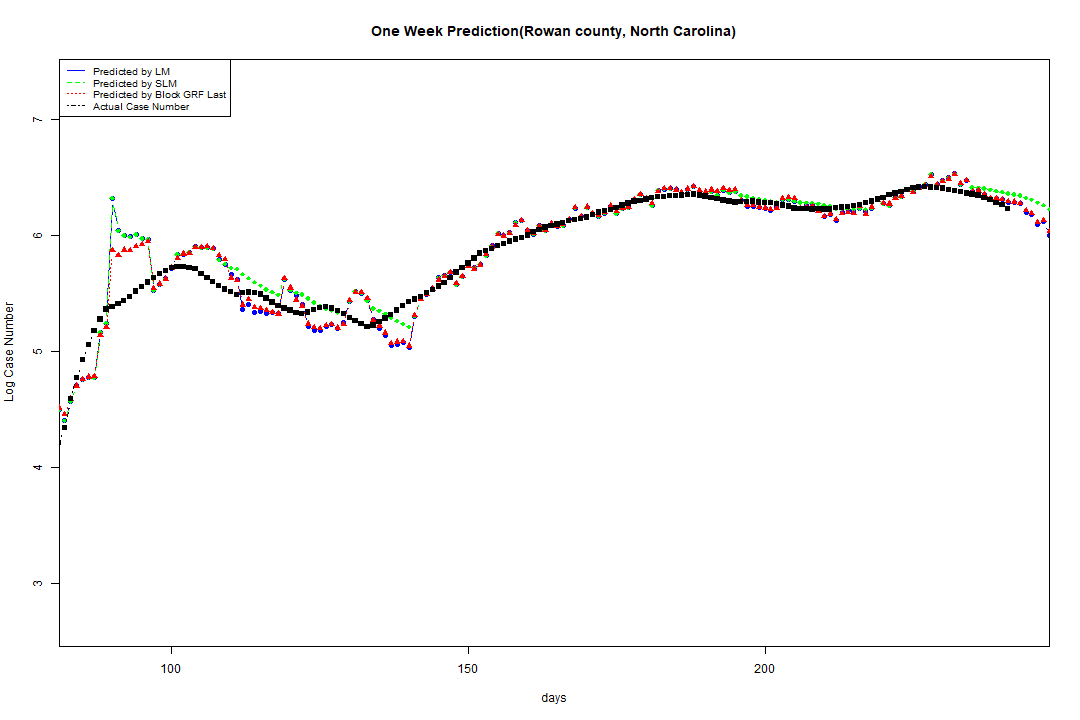 One Week Prediction(Rowan county, North Carolina)
Predicted by LM
Predicted by SLM
Predicted by Block GRF Last
Actual Case Number
7
6
5
4
3
Log Case Number
100 150 200
days